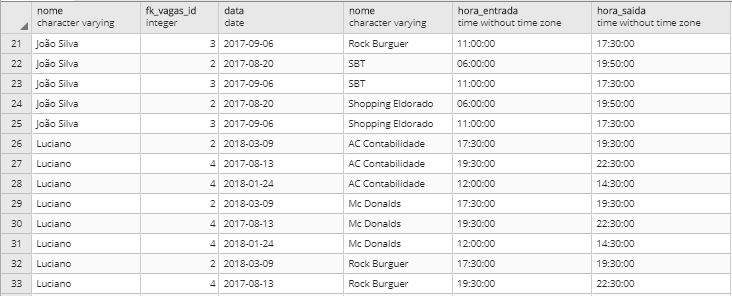 nome fk_vagas_id data nome hora_entrada hora_saida
character varying integer date character varying time without time zone time without time zone
21 João Silva 3 2017-09-06 Rock Burguer 11:00:00 17:30:00
22 João Silva 2 2017-08-20 SBT 06:00:00 19:50:00
23 João Silva 3 2017-09-06 SBT 11:00:00 17:30:00
24 João Silva 2 2017-08-20 Shopping Eldorado 06:00:00 19:50:00
25 João Silva 3 2017-09-06 Shopping Eldorado 11:00:00 17:30:00
26 Luciano 2 2018-03-09 AC Contabilidade 17:30:00 19:30:00
27 Luciano 4 2017-08-13 AC Contabilidade 19:30:00 22:30:00
28 Luciano 4 2018-01-24 AC Contabilidade 12:00:00 14:30:00
29 Luciano 2 2018-03-09 Mc Donalds 17:30:00 19:30:00
30 Luciano 4 2017-08-13 Mc Donalds 19:30:00 22:30:00
31 Luciano 4 2018-01-24 Mc Donalds 12:00:00 14:30:00
32 Luciano 2 2018-03-09 Rock Burguer 17:30:00 19:30:00
33 Luciano 4 2017-08-13 Rock Burguer 19:30:00 22:30:00